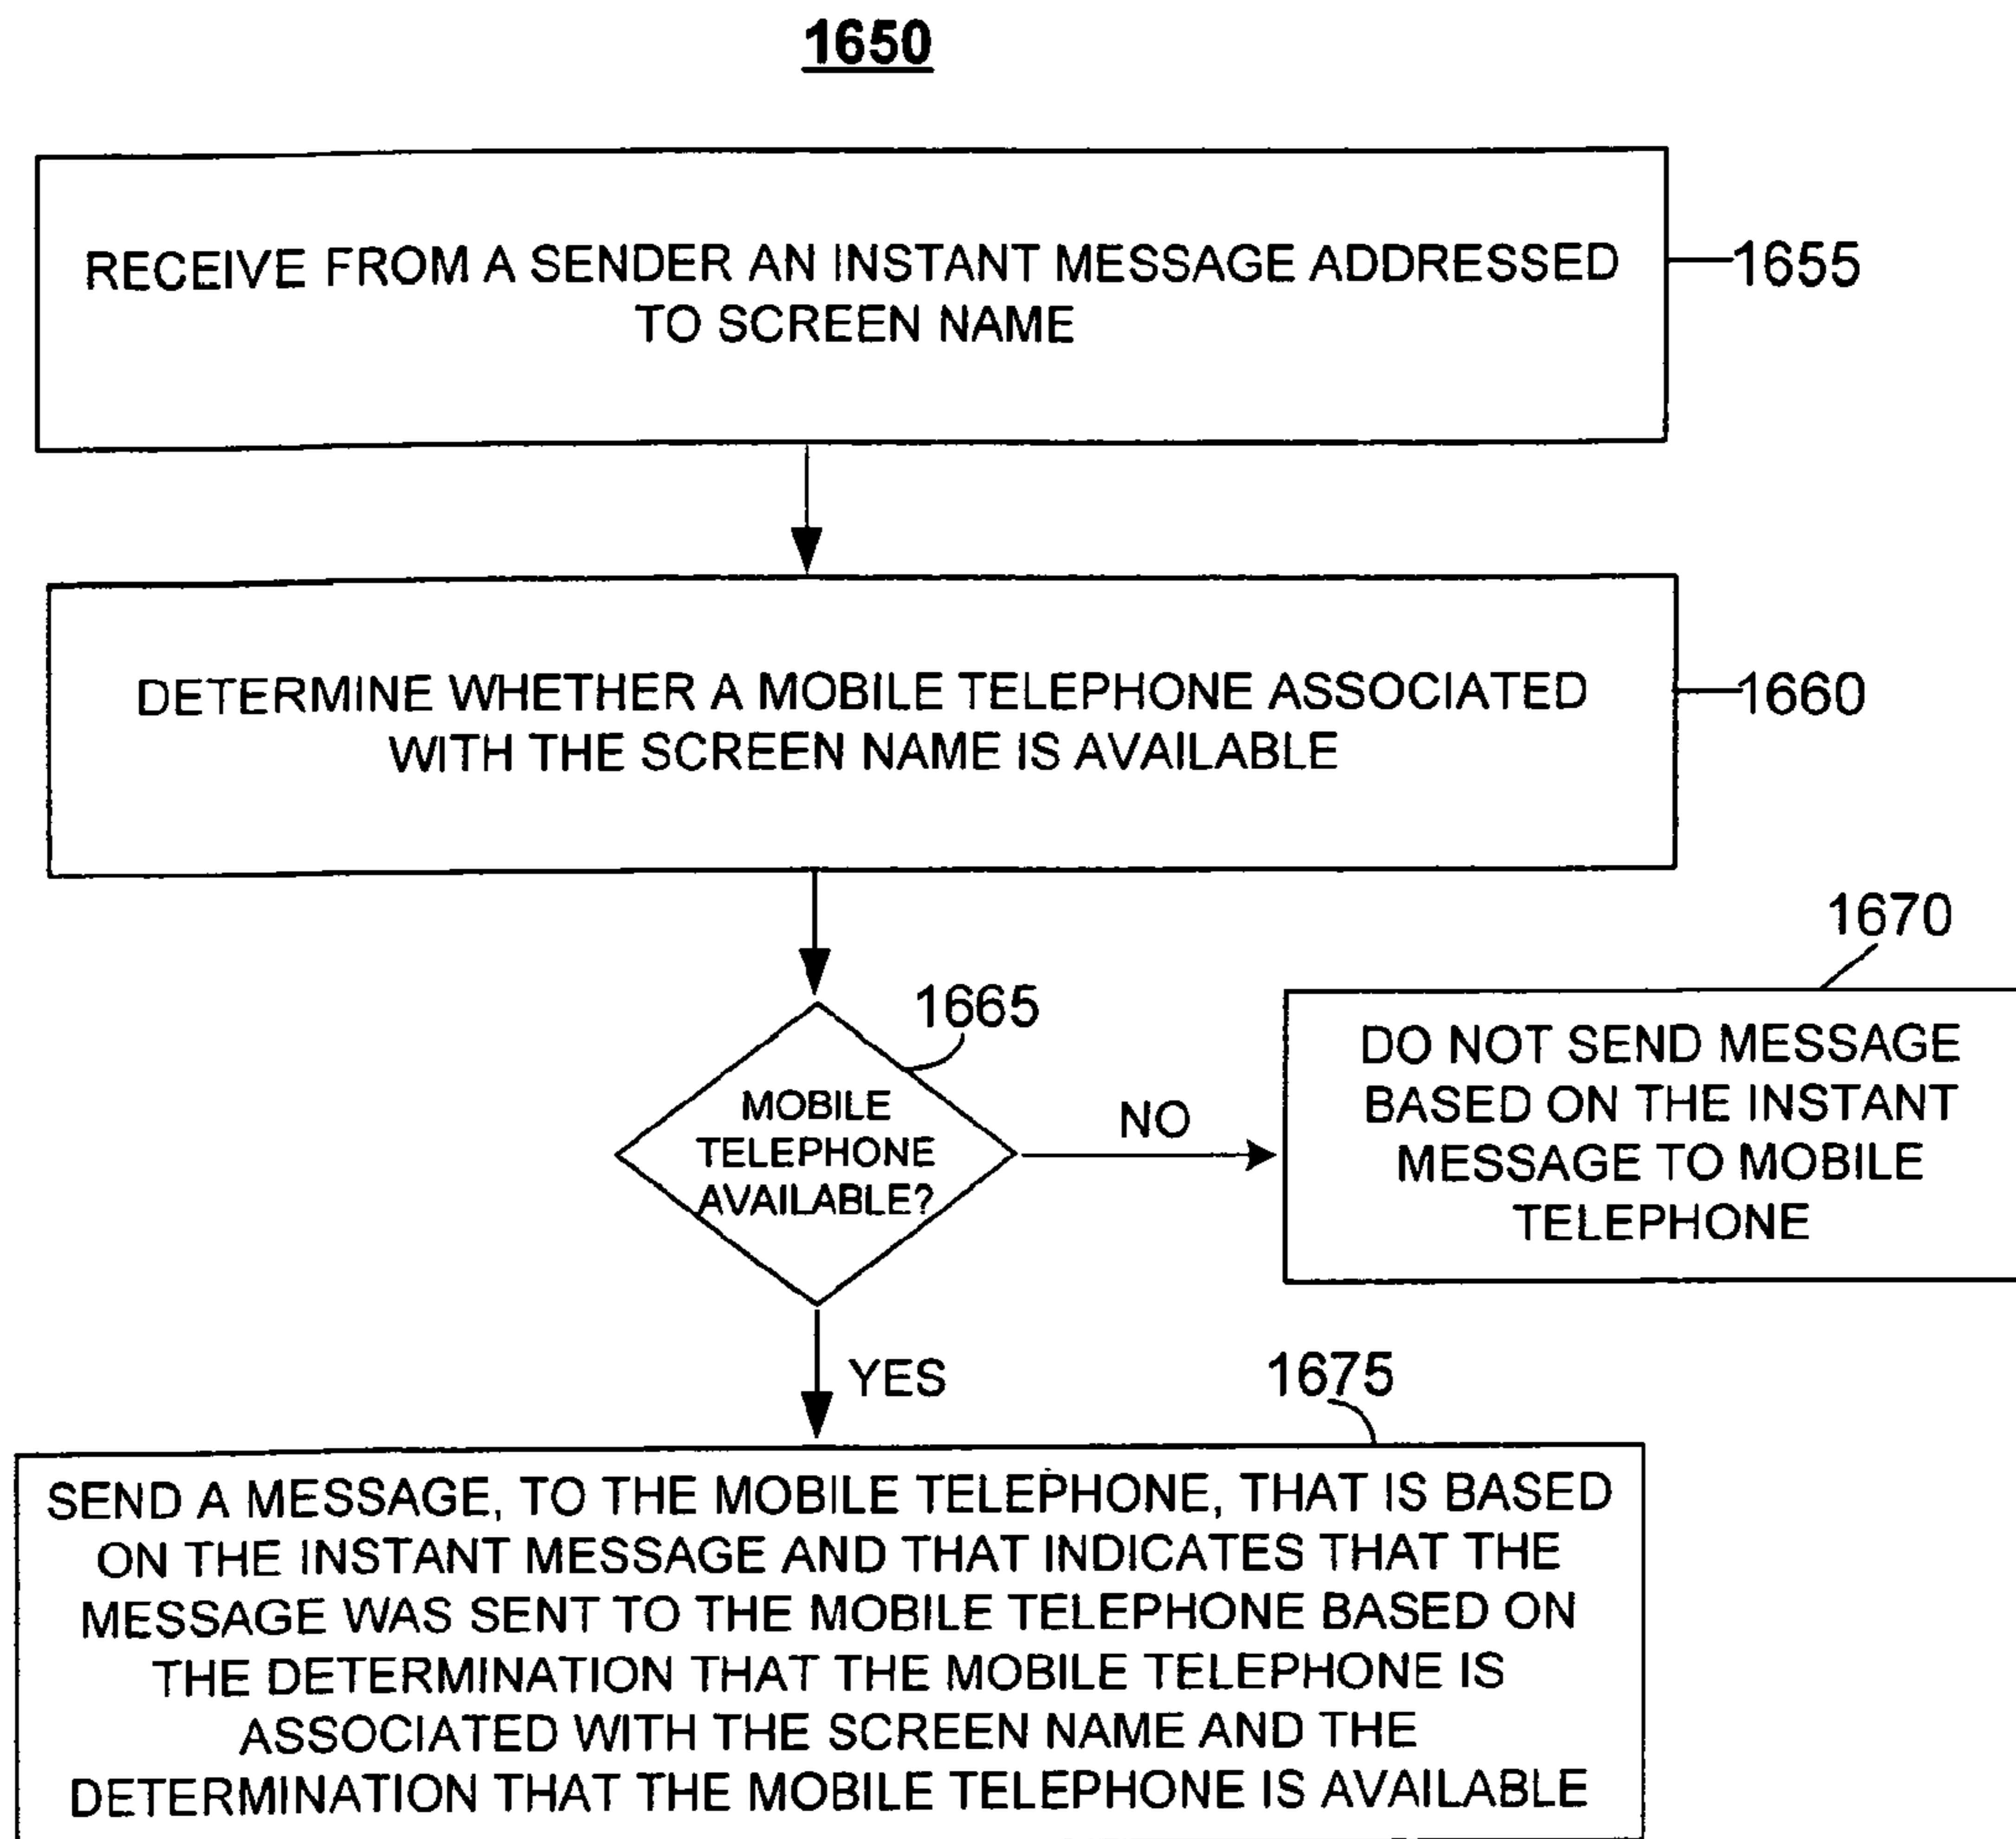 1650
RECEIVE FROM A SENDER AN INSTANT MESSAGE ADDRESSED
TO SCREEN NAME
1655
DETERMINE WHETHER A MOBILE TELEPHONE ASSOCIATED
WITH THE SCREEN NAME IS AVAILABLE
1660
1665
MOBILE
TELEPHONE
AVAILABLE?
NO
1670
DO NOT SEND MESSAGE
BASED ON THE INSTANT
MESSAGE TO MOBILE
TELEPHONE
YES
1675
SEND A MESSAGE, TO THE MOBILE TELEPHONE, THAT IS BASED
ON THE INSTANT MESSAGE AND THAT INDICATES THAT THE
MESSAGE WAS SENT TO THE MOBILE TELEPHONE BASED ON
THE DETERMINATION THAT THE MOBILE TELEPHONE IS
ASSOCIATED WITH THE SCREEN NAME AND THE
DETERMINATION THAT THE MOBILE TELEPHONE IS AVAILABLE